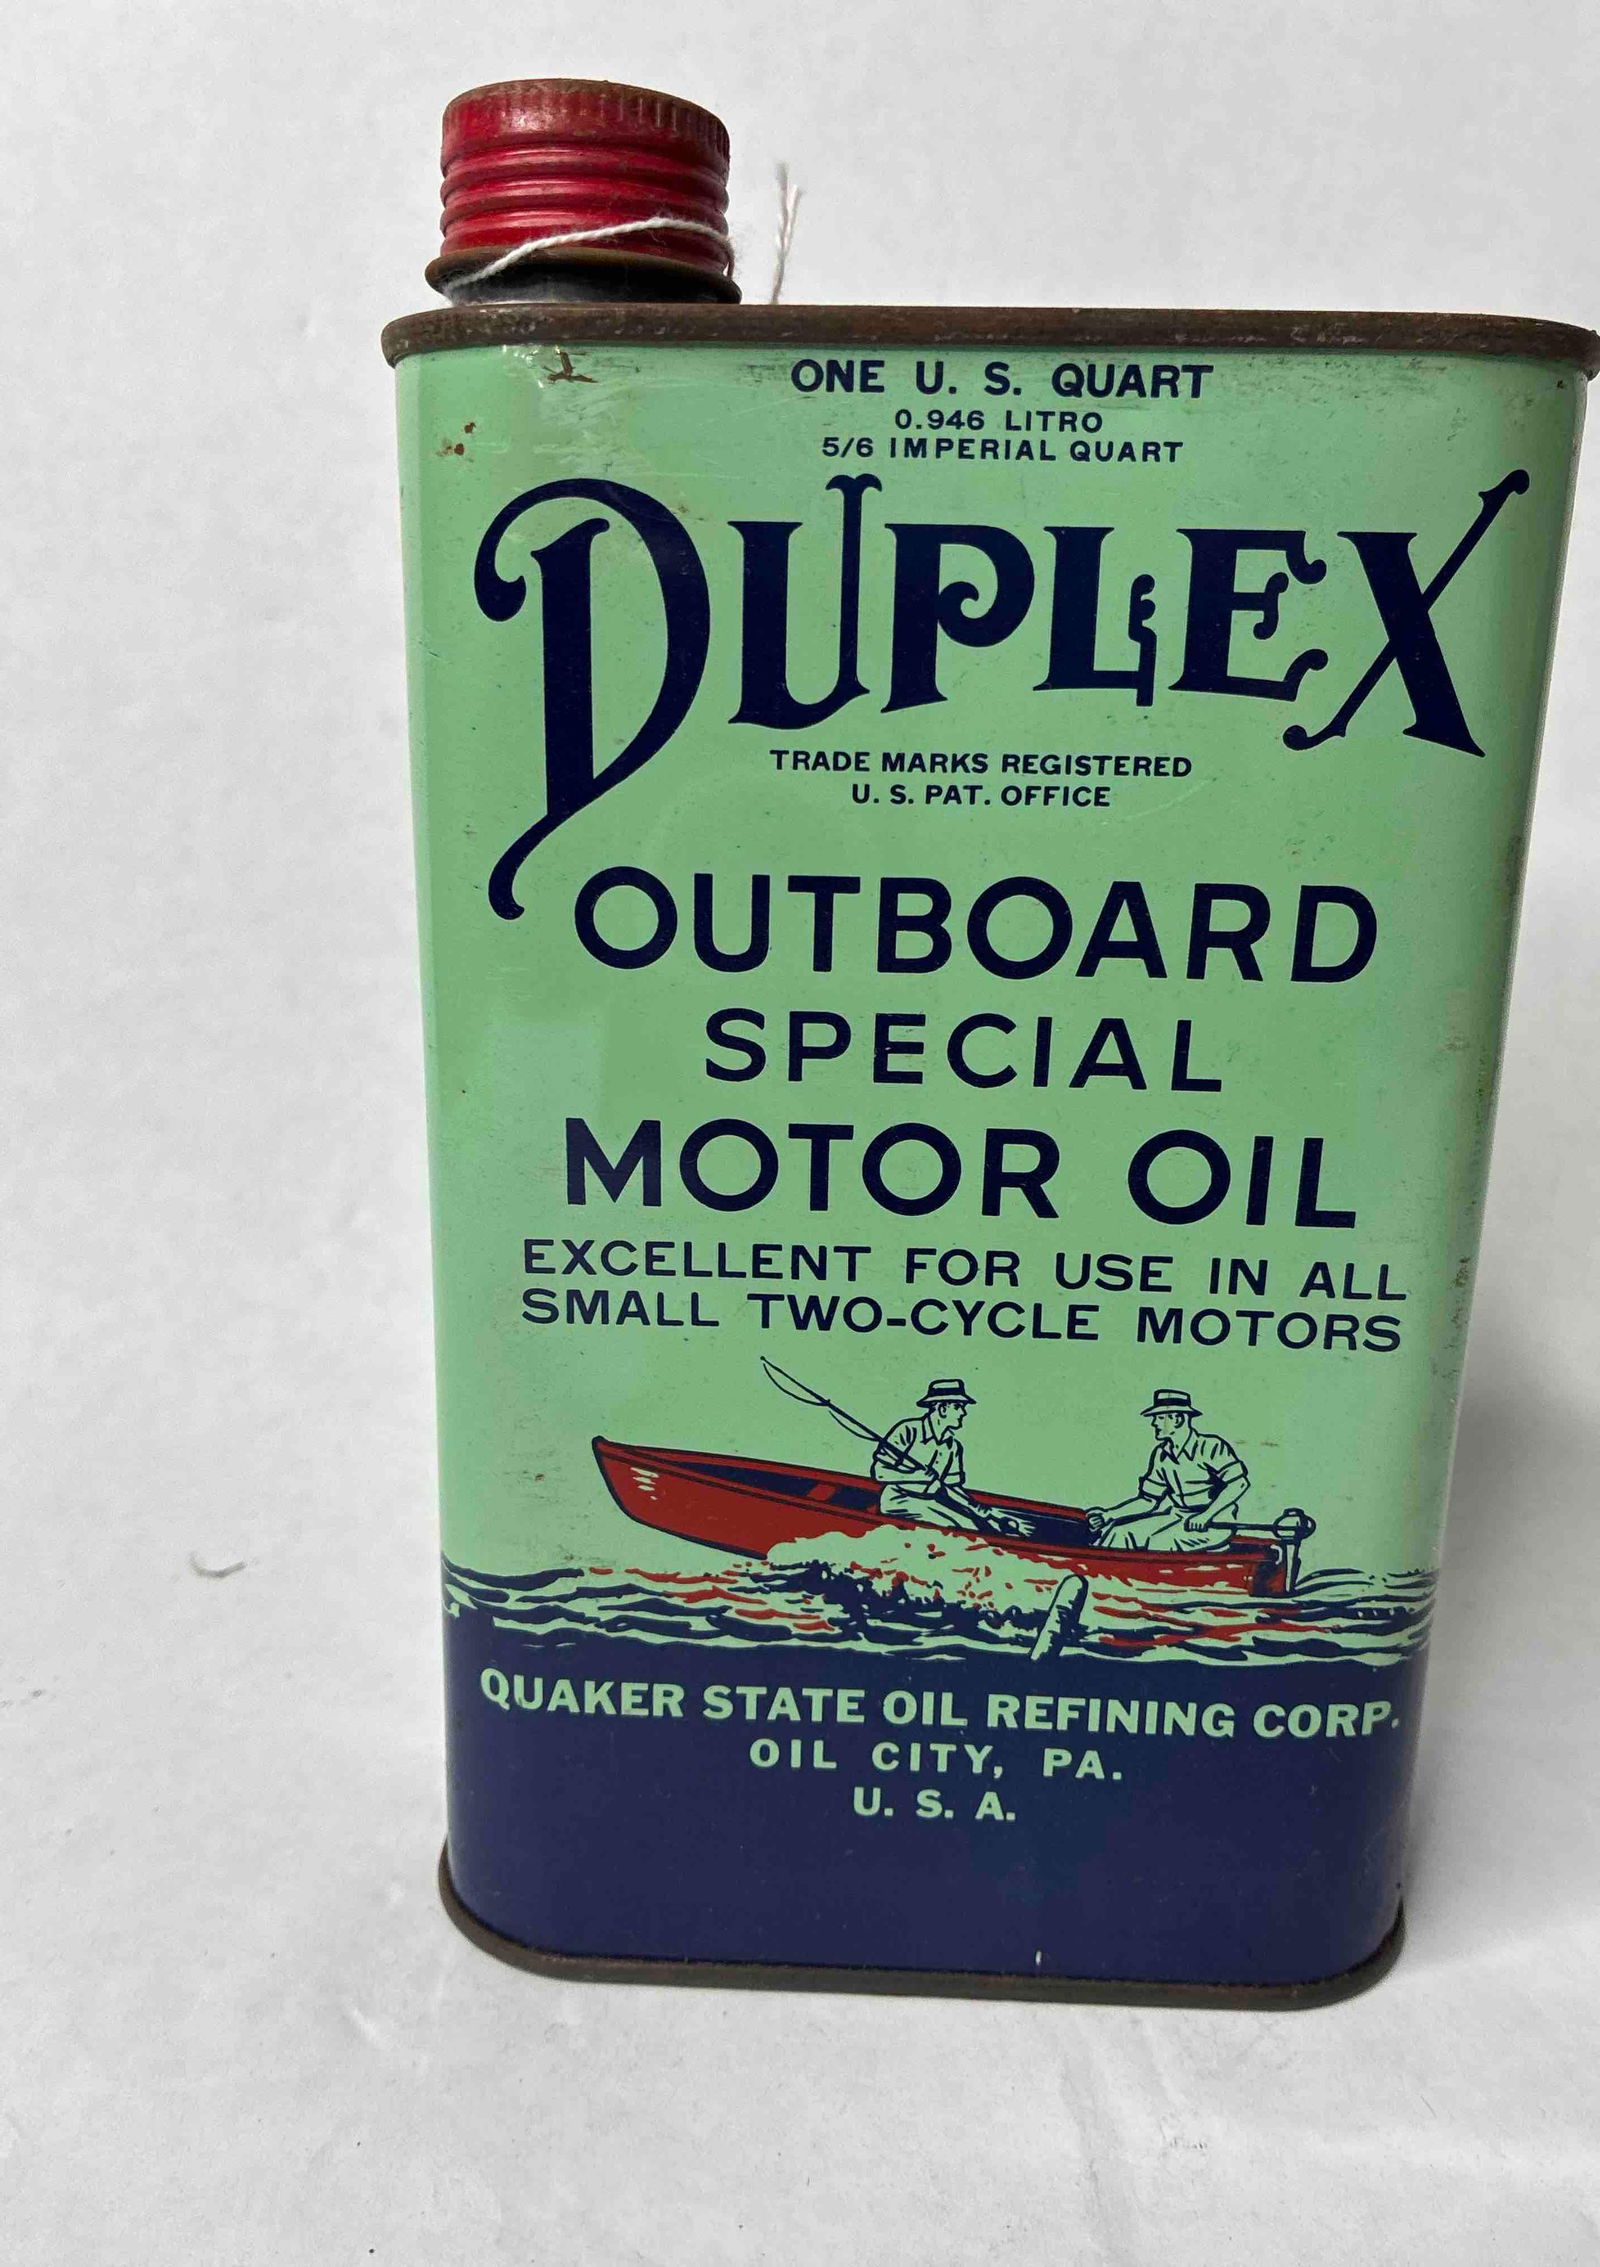 ONE U. S. QUART
0.946 LITRO
5/6 IMPERIAL QUART
DUPLEX
TRADE MARKS REGISTERED
U. S. PAT. OFFICE
OUTBOARD
SPECIAL
MOTOR OIL
EXCELLENT FOR USE IN ALL
SMALL TWO-CYCLE MOTORS
QUAKER STATE OIL REFINING CORP.
OIL CITY, PA.
U. S. A.